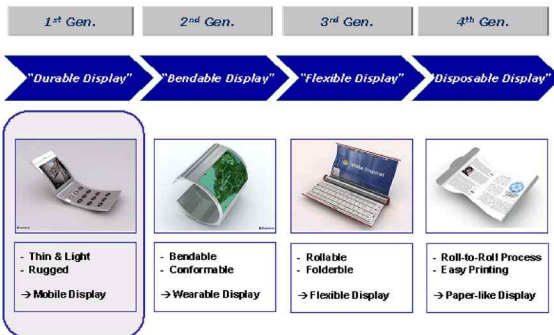 1st Gen.
2nd Gen.
3rd Gen.
4th Gen.
"Durable Display"
"Bendable Display"
"Flexible Display"
"Disposable Display"
- Thin & Light
- Rugged
→ Mobile Display
- Bendable
- Conformable
→ Wearable Display
- Rollable
- Folderble
→ Flexible Display
- Roll-to-Roll Process
- Easy Printing
→ Paper-like Display